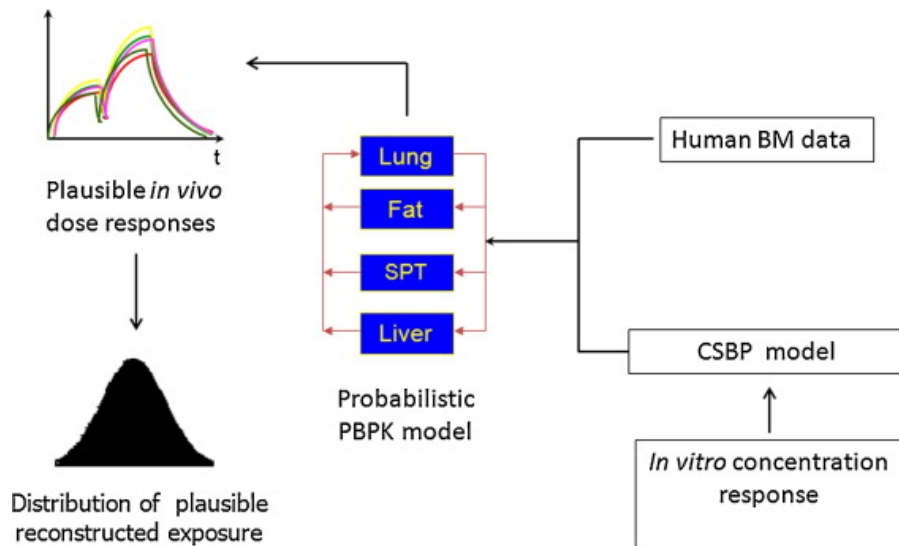 t
Plausible in vivo
dose responses
Distribution of plausible
reconstructed exposure
Lung
Fat
SPT
Liver
Probabilistic
PBPK model
Human BM data
CSBP model
In vitro concentration
response